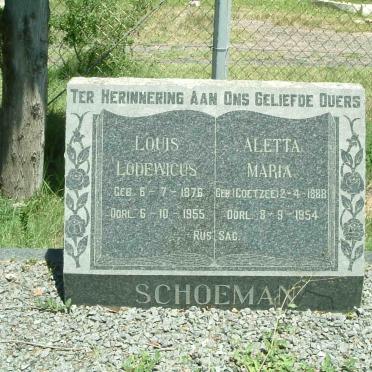 TER HERINNERING AAN ONS GELIEFDE OUERS
LOUIS
LODEWICUS
GEB. 6-7-1876
OORL. 6-10-1955
ALETTA
MARIA
GEB. (COETZEE) 2-4-1888
OORL. 8-9-1954
RUS SAG.
SCHOEMAN